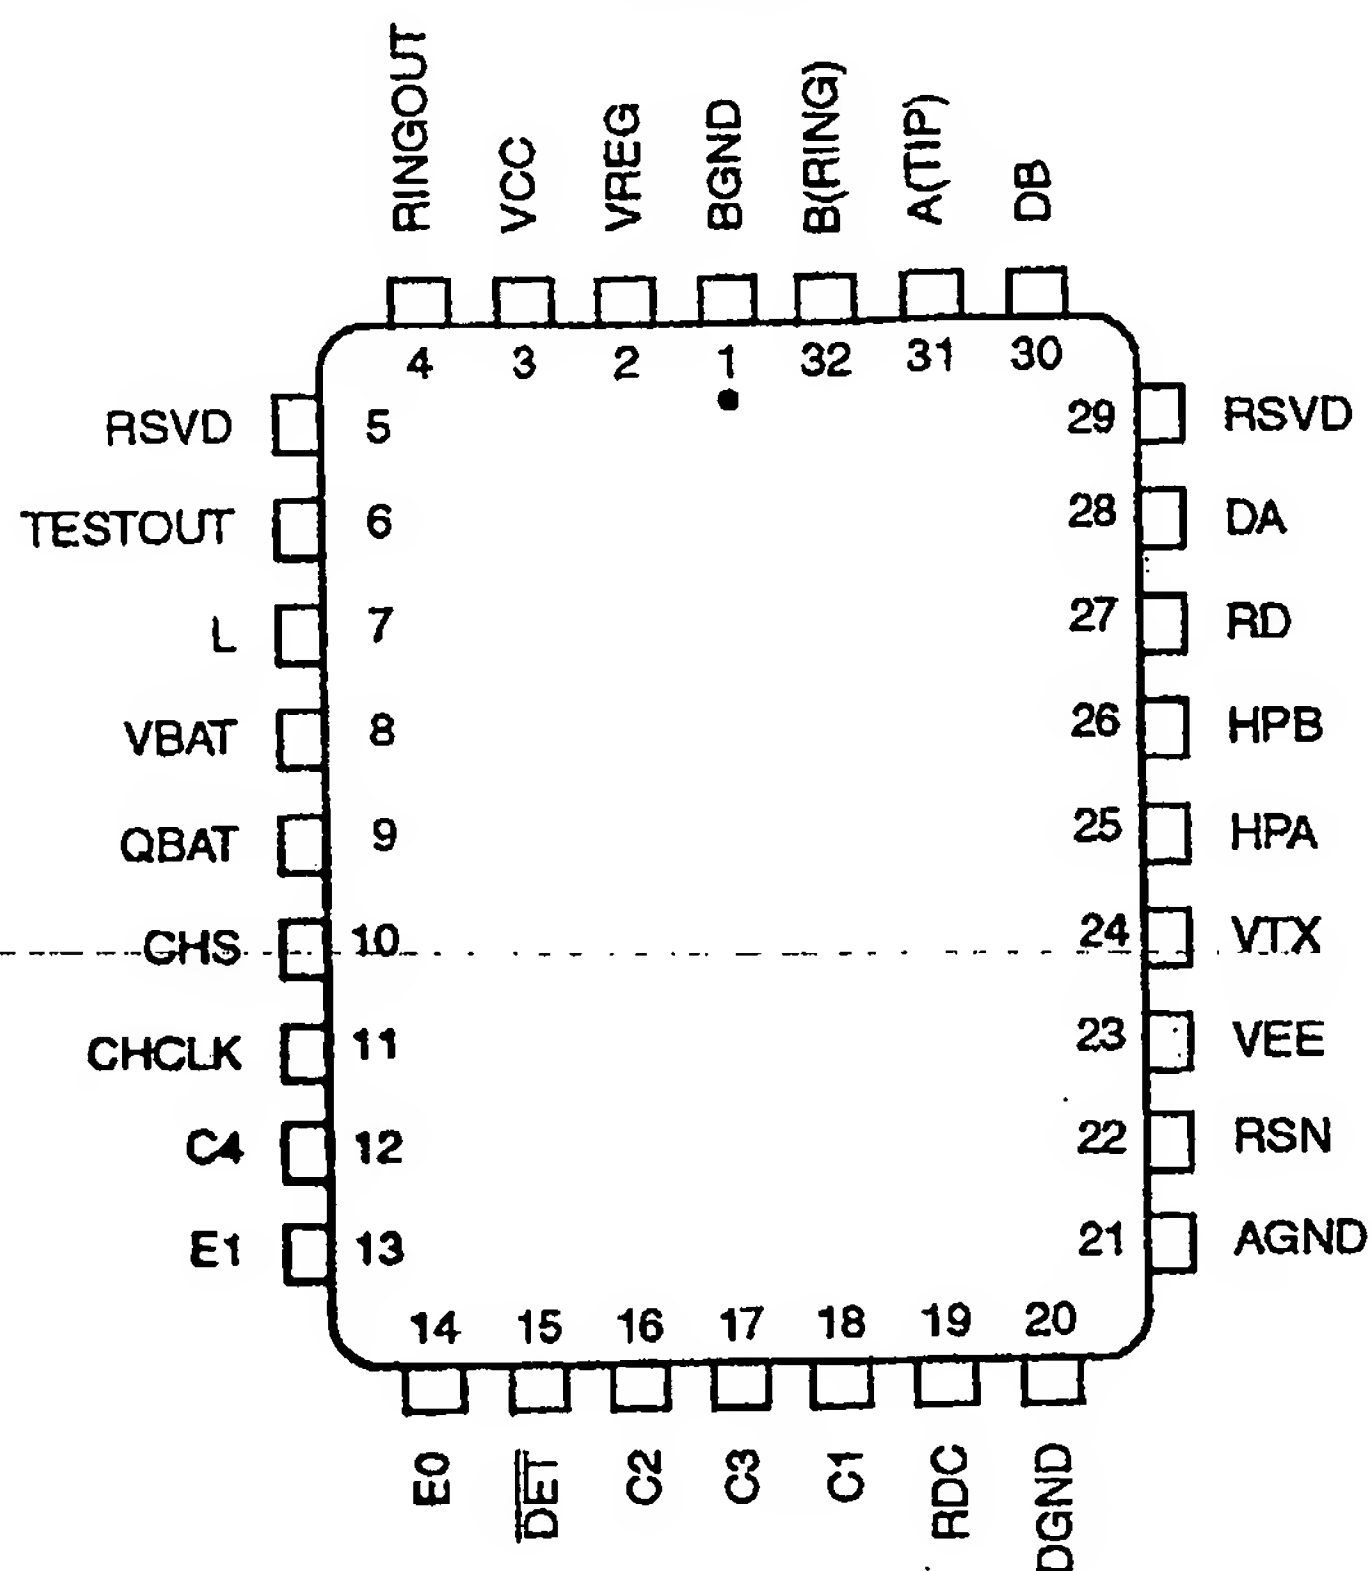 RINGOUT
VCC
VREG
BGND
B(RING)
A(TIP)
DB
4 3 2 1 32 31 30
RSVD 5 29 RSVD
TESTOUT 6 28 DA
L 7 27 RD
VBAT 8 26 HPB
QBAT 9 25 HPA
CHS 10 24 VTX
CHCLK 11 23 VEE
C4 12 22 RSN
E1 13 21 AGND
14 15 16 17 18 19 20
E0
D̅E̅T̅
C2
C3
C1
RDC
DGND